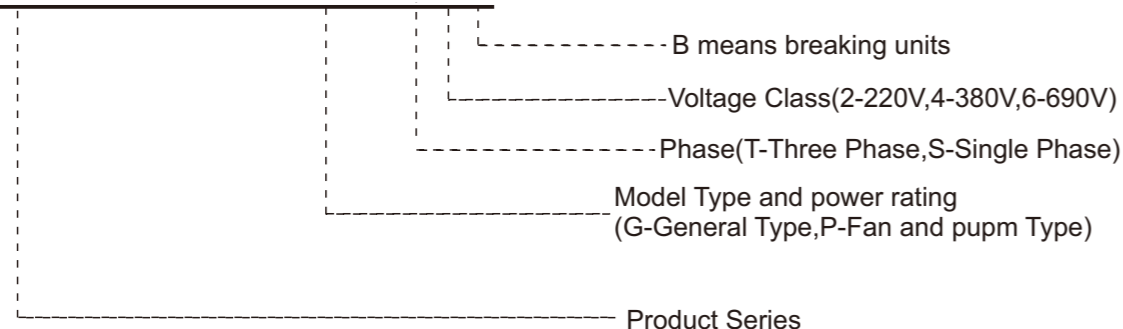 B means breaking units
Voltage Class(2-220V,4-380V,6-690V)
Phase(T-Three Phase,S-Single Phase)
Model Type and power rating
(G-General Type,P-Fan and pupm Type)
Product Series